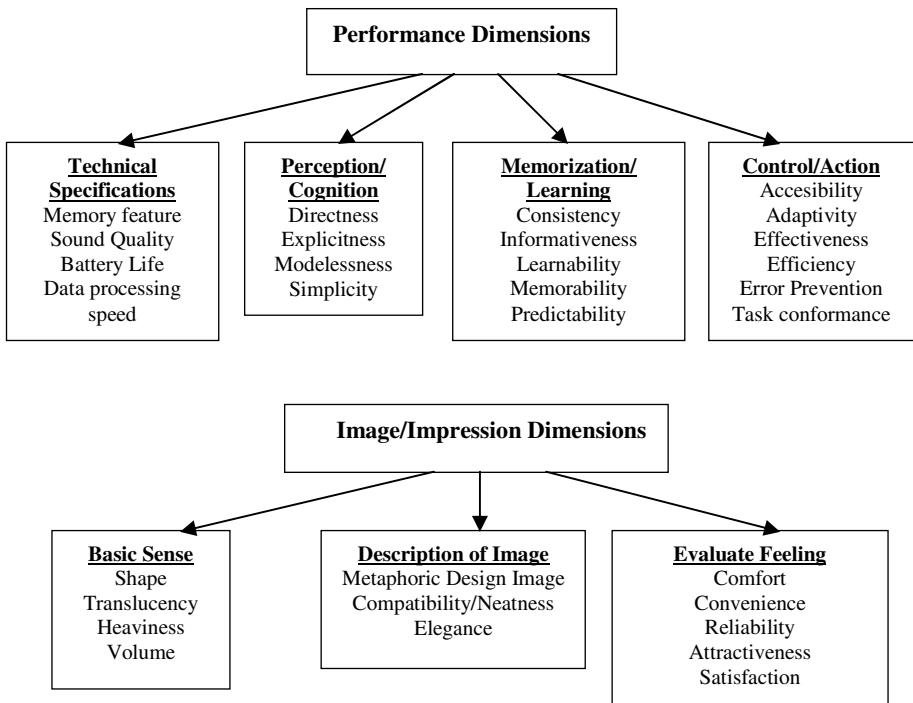 Performance Dimensions
Technical
Specifications
Memory feature
Sound Quality
Battery Life
Data processing
speed
Perception/
Cognition
Directness
Explicitness
Modelessness
Simplicity
Memorization/
Learning
Consistency
Informativeness
Learnability
Memorability
Predictability
Control/Action
Accesibility
Adaptivity
Effectiveness
Efficiency
Error Prevention
Task conformance
Image/Impression Dimensions
Basic Sense
Shape
Translucency
Heaviness
Volume
Description of Image
Metaphoric Design Image
Compatibility/Neatness
Elegance
Evaluate Feeling
Comfort
Convenience
Reliability
Attractiveness
Satisfaction